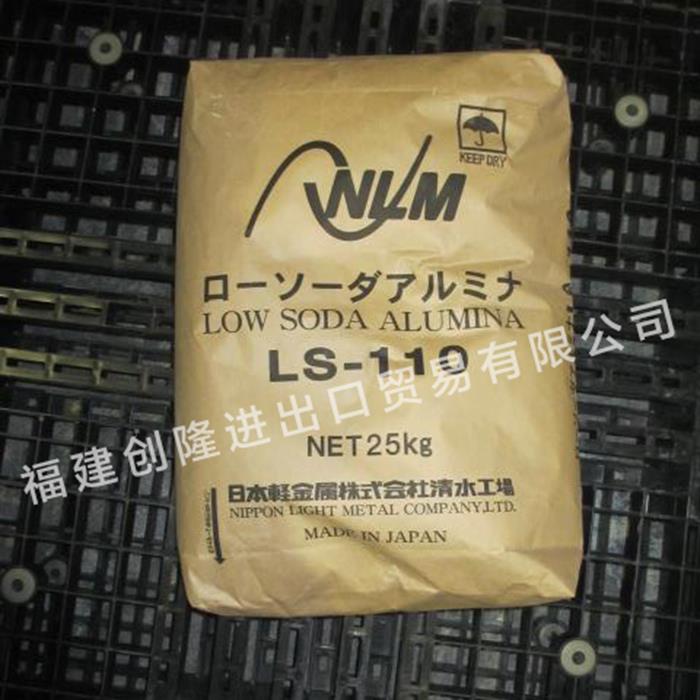 KEEP DRY
NLM
ローソーダアルミナ
LOW SODA ALUMINA
LS-110
NET25kg
日本軽金属株式会社清水工場
NIPPON LIGHT METAL COMPANY,LTD.
MADE IN JAPAN
福建创隆进出口贸易有限公司